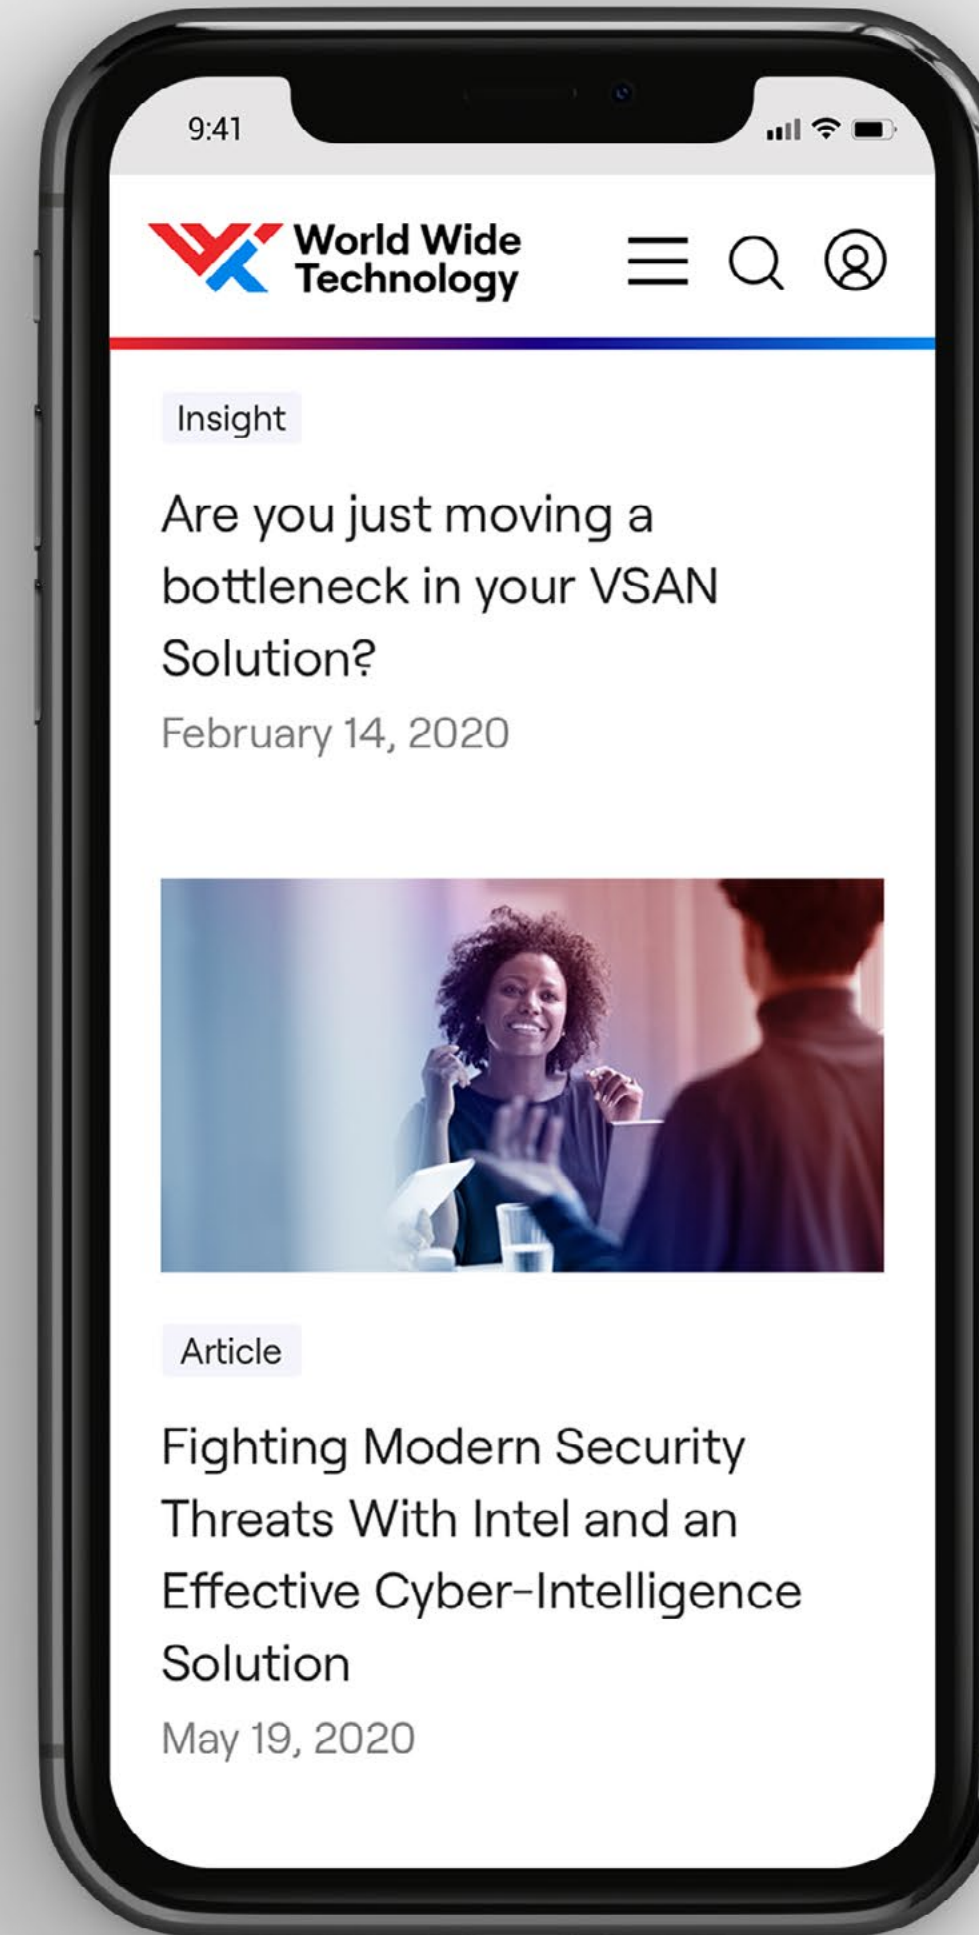 9:41
World Wide
Technology
Insight
Are you just moving a
bottleneck in your VSAN
Solution?
February 14, 2020
Article
Fighting Modern Security
Threats With Intel and an
Effective Cyber-Intelligence
Solution
May 19, 2020